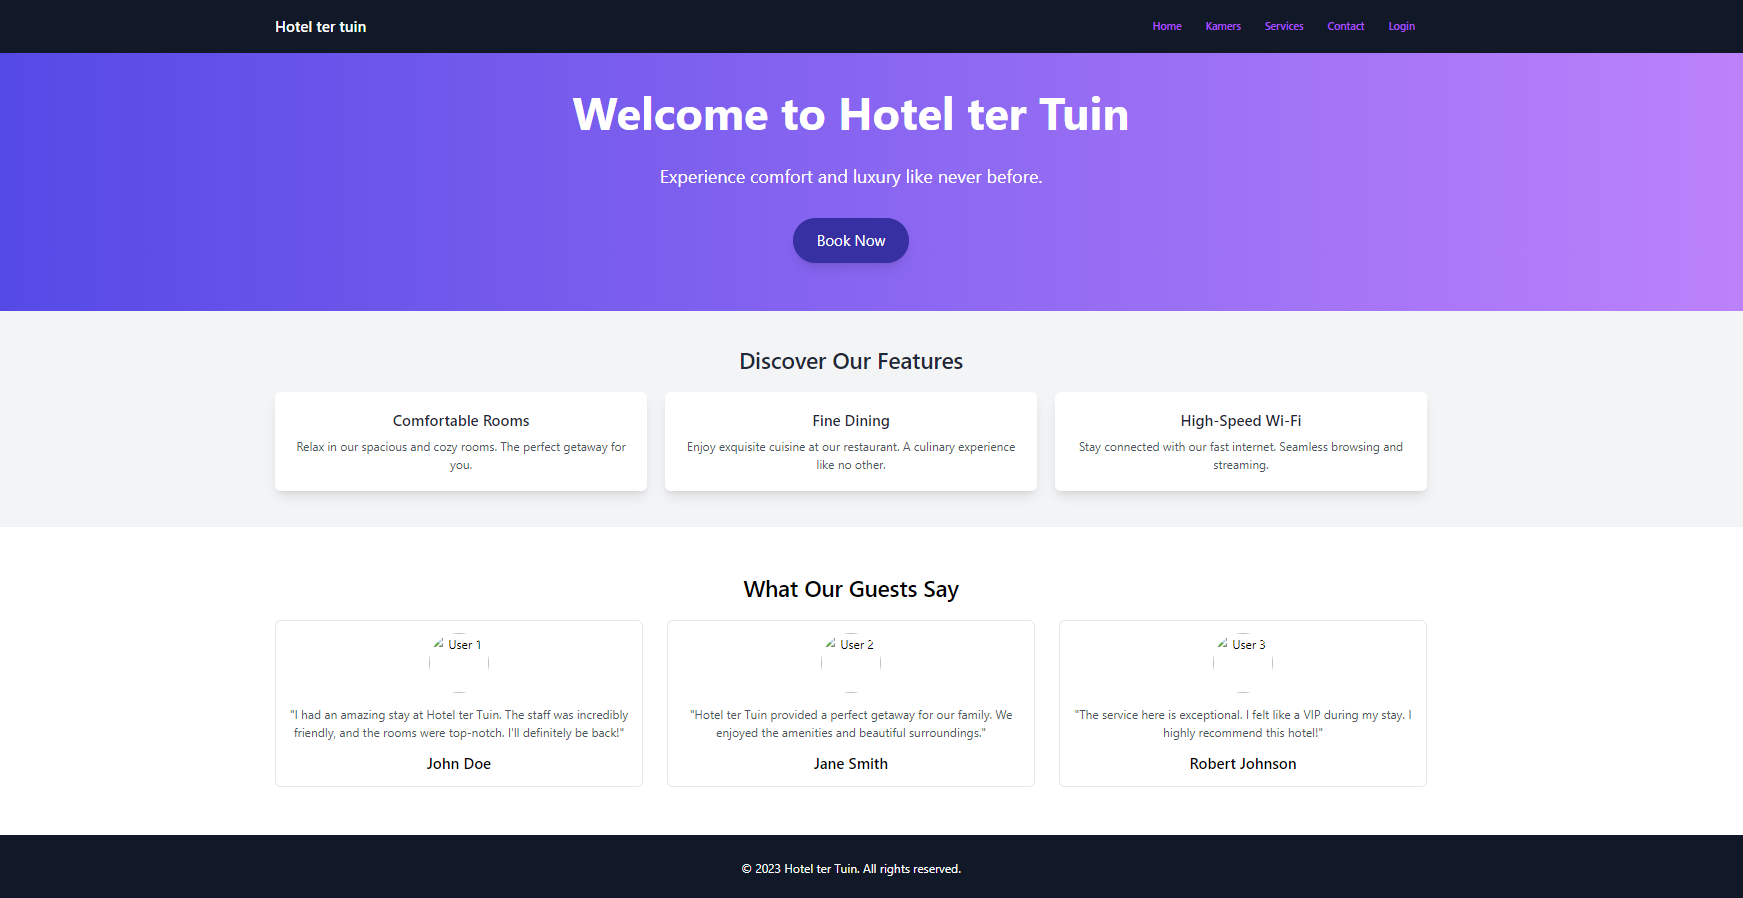 Hotel ter tuin
Home Kamers Services Contact Login
Welcome to Hotel ter Tuin
Experience comfort and luxury like never before.
Book Now
Discover Our Features
Comfortable Rooms
Relax in our spacious and cozy rooms. The perfect getaway for
you.
Fine Dining
Enjoy exquisite cuisine at our restaurant. A culinary experience
like no other.
High-Speed Wi-Fi
Stay connected with our fast internet. Seamless browsing and
streaming.
What Our Guests Say
User 1
"I had an amazing stay at Hotel ter Tuin. The staff was incredibly
friendly, and the rooms were top-notch. I'll definitely be back!"
John Doe
User 2
"Hotel ter Tuin provided a perfect getaway for our family. We
enjoyed the amenities and beautiful surroundings."
Jane Smith
User 3
"The service here is exceptional. I felt like a VIP during my stay. I
highly recommend this hotel!"
Robert Johnson
© 2023 Hotel ter Tuin. All rights reserved.